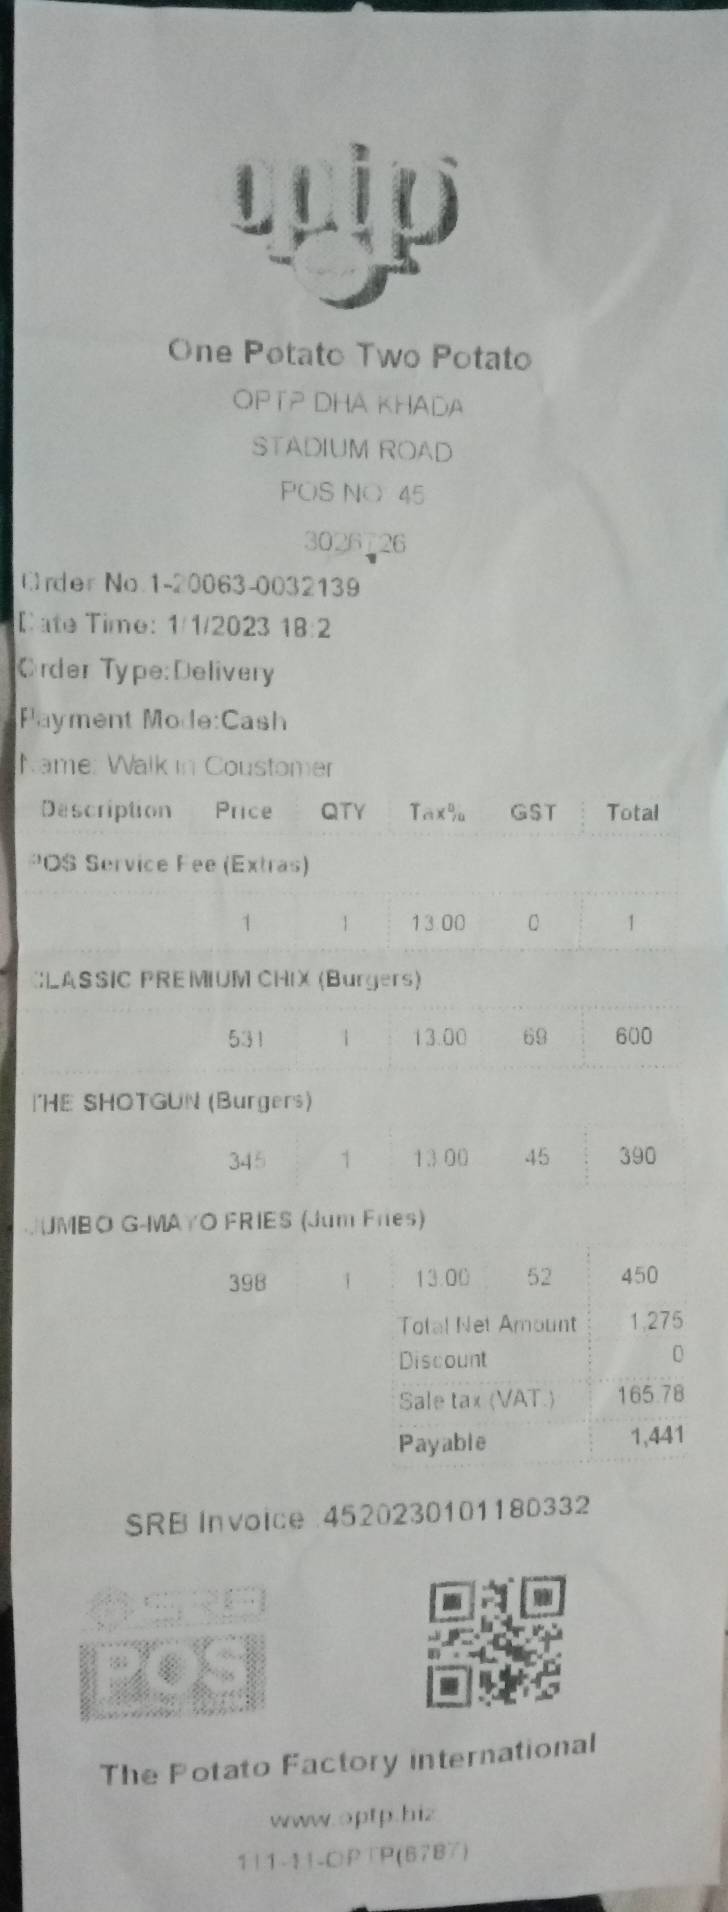 optp
One Potato Two Potato
OPTP DHA KHADA
STADIUM ROAD
POS NO 45
3026726
Order No.1-20063-0032139
Date Time: 1/1/2023 18:2
Order Type:Delivery
Payment Mode:Cash
Name: Walk in Coustomer
Description Price QTY Tax% GST Total
POS Service Fee (Extras)
1 1 13.00 0 1
CLASSIC PREMIUM CHIX (Burgers)
531 1 13.00 69 600
THE SHOTGUN (Burgers)
345 1 13.00 45 390
JUMBO G-MAYO FRIES (Jum Fries)
398 1 13.00 52 450
Total Net Amount 1,275
Discount 0
Sale tax (VAT.) 165.78
Payable 1,441
SRB Invoice 4520230101180332
SRB
POS
The Potato Factory international
www.optp.biz
111-11-OPTP(6787)